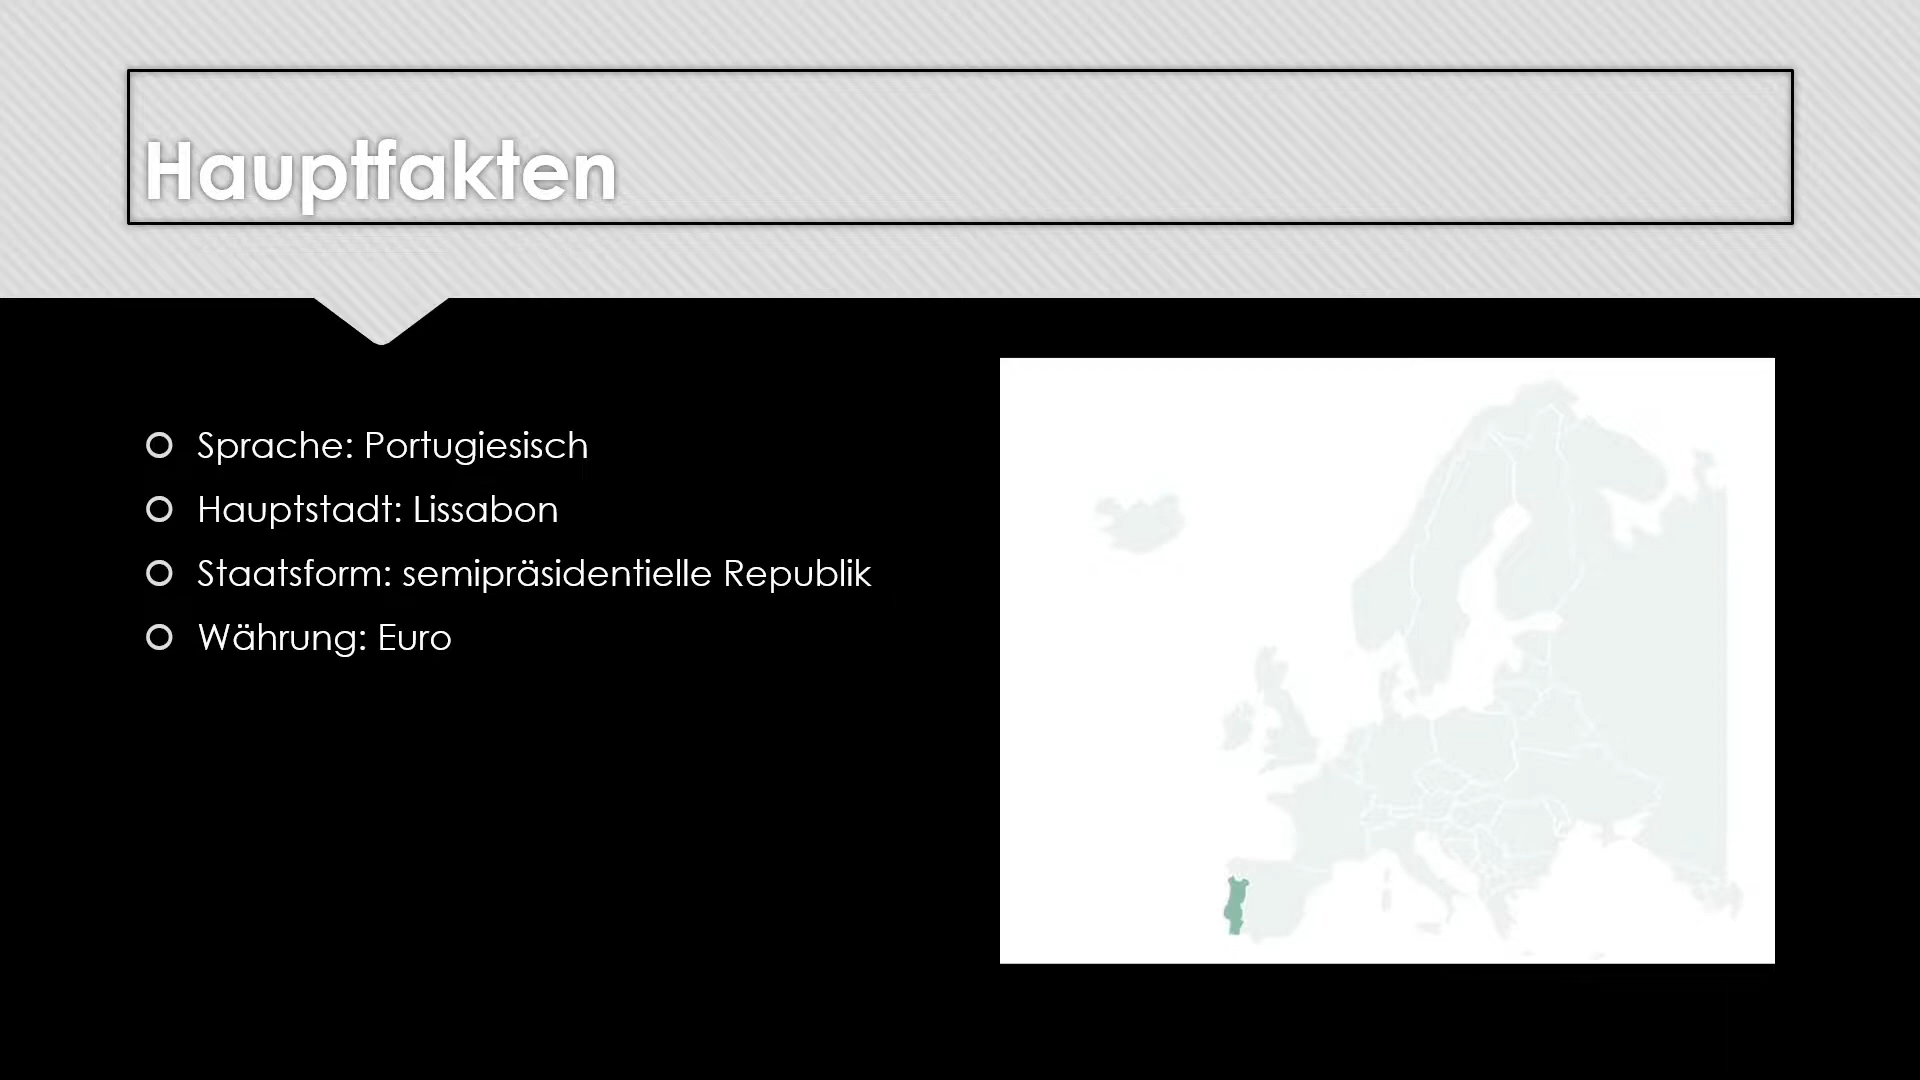 Hauptfakten
Sprache: Portugiesisch
Hauptstadt: Lissabon
Staatsform: semipräsidentielle Republik
Währung: Euro